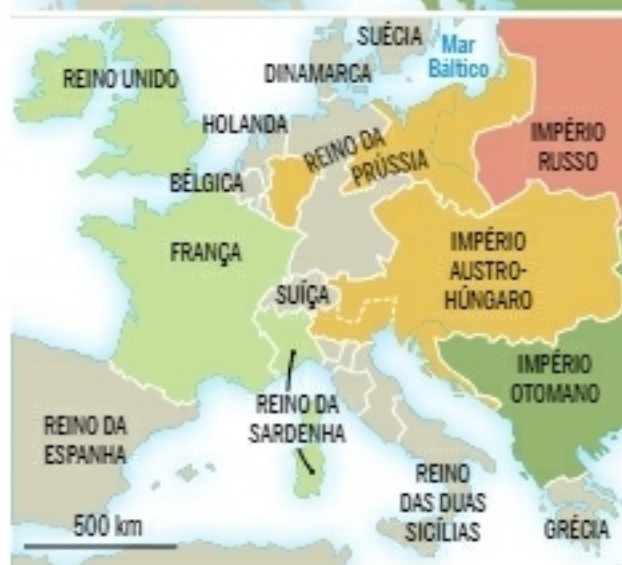 SUÉCIA
Mar
Báltico
REINO UNIDO
DINAMARCA
HOLANDA
REINO DA
PRÚSSIA
IMPÉRIO
RUSSO
BÉLGICA
FRANÇA
IMPÉRIO
AUSTRO-
HÚNGARO
SUÍÇA
IMPÉRIO
OTOMANO
REINO DA
SARDENHA
REINO DA
ESPANHA
REINO
DAS DUAS
SICÍLIAS
GRÉCIA
500 km